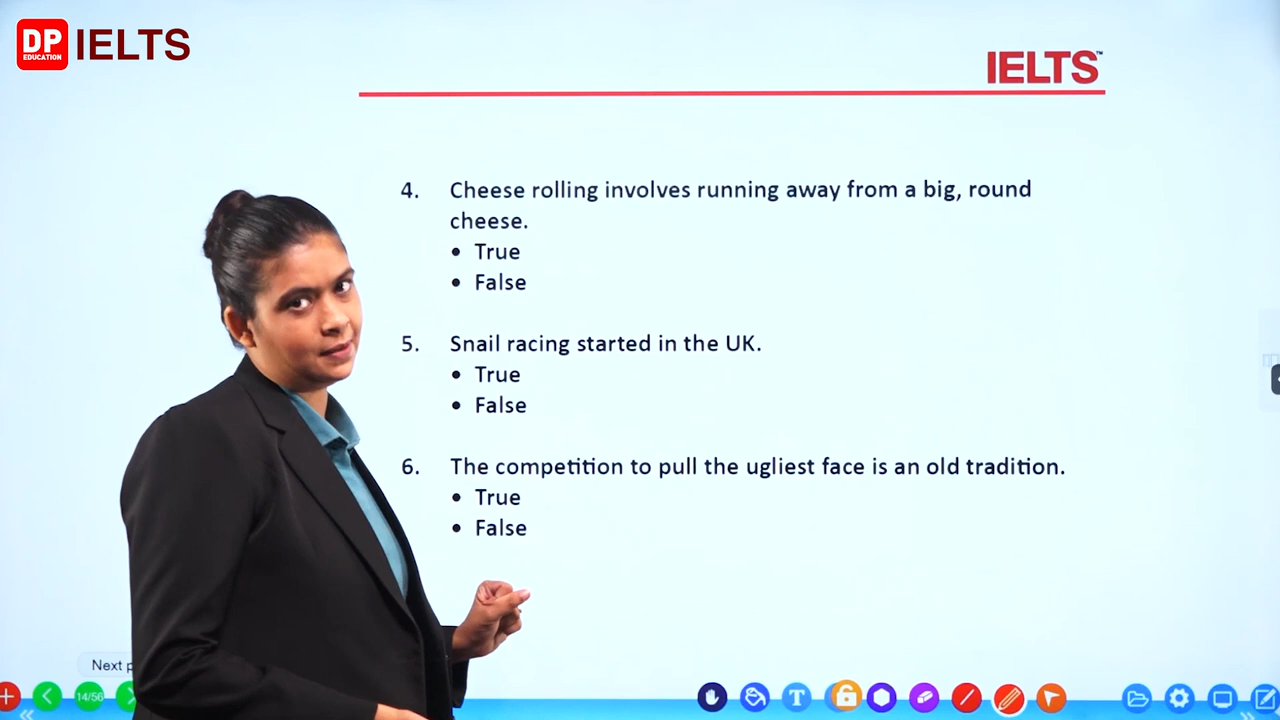 DP
EDUCATION
IELTS
IELTS™
4. Cheese rolling involves running away from a big, round
cheese.
• True
• False
5. Snail racing started in the UK.
• True
• False
6. The competition to pull the ugliest face is an old tradition.
• True
• False
Next
14/56
T